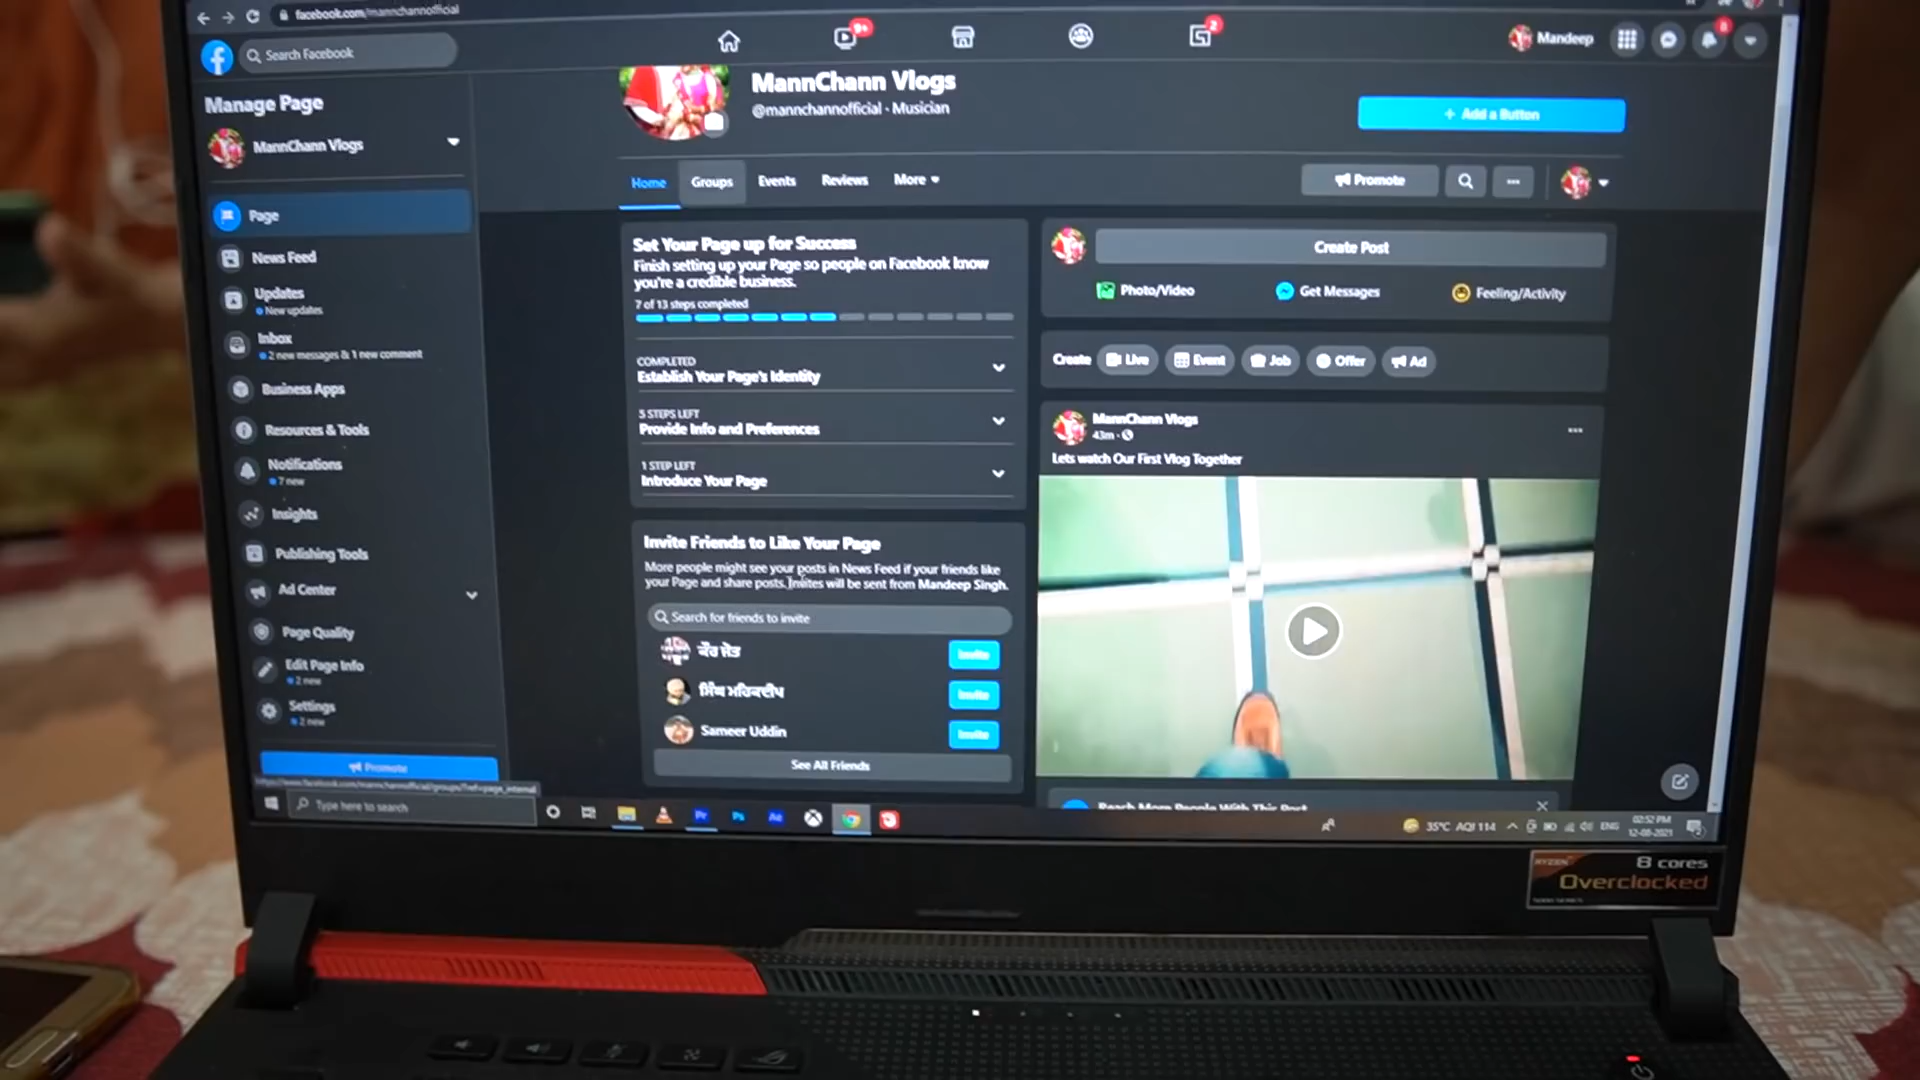 facebook.com/mannchannofficial
Search Facebook
9+
2
Mandeep
8
Manage Page
MannChann Vlogs
Page
News Feed
Updates
New updates
Inbox
2 new messages & 1 new comment
Business Apps
Resources & Tools
Notifications
7 new
Insights
Publishing Tools
Ad Center
Page Quality
Edit Page Info
2 new
Settings
2 new
Promote
MannChann Vlogs
@mannchannofficial · Musician
+ Add a Button
Home
Groups
Events
Reviews
More
Promote
Set Your Page up for Success
Finish setting up your Page so people on Facebook know
you're a credible business.
7 of 13 steps completed
COMPLETED
Establish Your Page's Identity
5 STEPS LEFT
Provide Info and Preferences
1 STEP LEFT
Introduce Your Page
Invite Friends to Like Your Page
More people might see your posts in News Feed if your friends like
your Page and share posts. Invites will be sent from Mandeep Singh.
Search for friends to invite
ਕੌਰ ਜੋਤ
Invite
ਸਿੰਘ ਮਹਿਕਦੀਪ
Invite
Sameer Uddin
Invite
See All Friends
Create Post
Photo/Video
Get Messages
Feeling/Activity
Create
Live
Event
Job
Offer
Ad
MannChann Vlogs
43m
Lets watch Our First Vlog Together
Reach More People With This Post
Type here to search
Pr
Ps
Ae
35°C AQI 114
ENG
02:52 PM
12-08-2021
RYZEN
8 cores
Overclocked